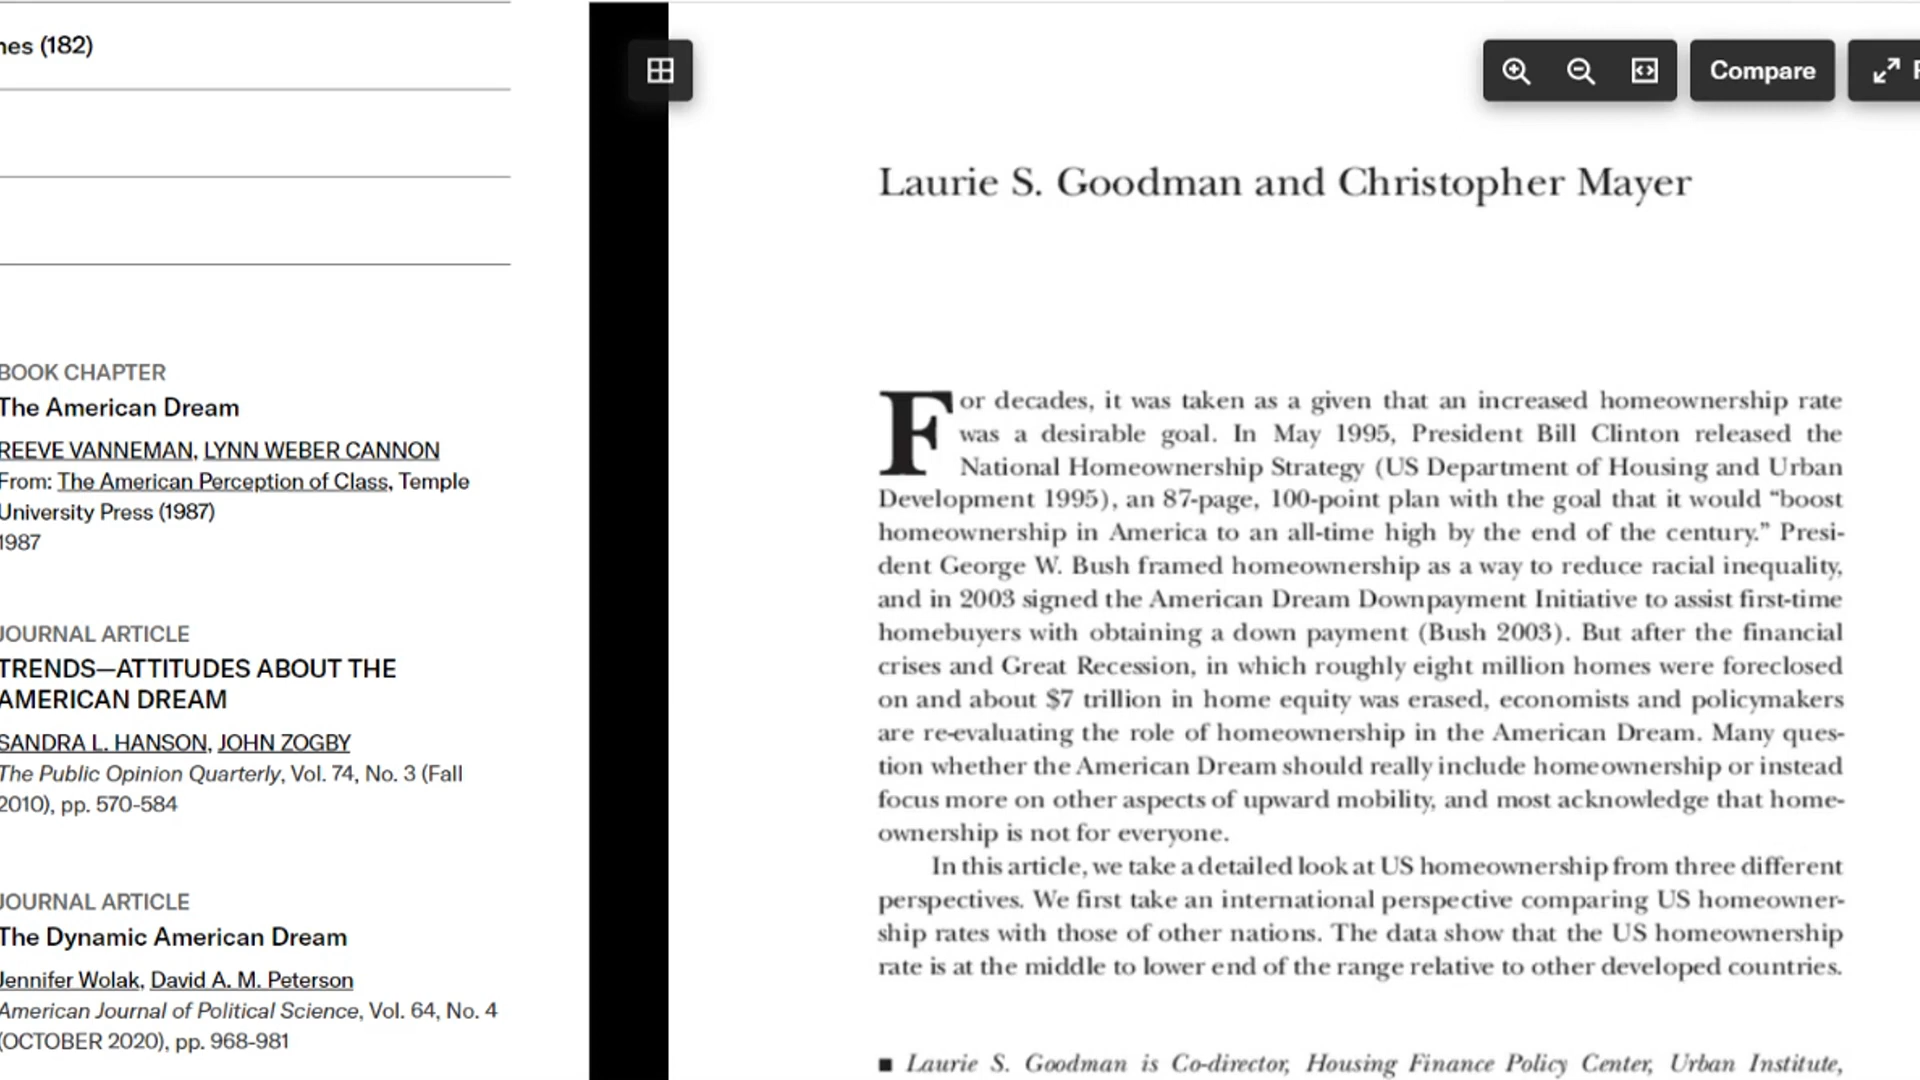 (182)
BOOK CHAPTER
The American Dream
REEVE VANNEMAN, LYNN WEBER CANNON
From: The American Perception of Class, Temple
University Press (1987)
1987
JOURNAL ARTICLE
TRENDS—ATTITUDES ABOUT THE
AMERICAN DREAM
SANDRA L. HANSON, JOHN ZOGBY
The Public Opinion Quarterly, Vol. 74, No. 3 (Fall
2010), pp. 570-584
JOURNAL ARTICLE
The Dynamic American Dream
Jennifer Wolak, David A. M. Peterson
American Journal of Political Science, Vol. 64, No. 4
(OCTOBER 2020), pp. 968-981
Compare
Laurie S. Goodman and Christopher Mayer
For decades, it was taken as a given that an increased homeownership rate
was a desirable goal. In May 1995, President Bill Clinton released the
National Homeownership Strategy (US Department of Housing and Urban
Development 1995), an 87-page, 100-point plan with the goal that it would “boost
homeownership in America to an all-time high by the end of the century.” Presi-
dent George W. Bush framed homeownership as a way to reduce racial inequality,
and in 2003 signed the American Dream Downpayment Initiative to assist first-time
homebuyers with obtaining a down payment (Bush 2003). But after the financial
crises and Great Recession, in which roughly eight million homes were foreclosed
on and about $7 trillion in home equity was erased, economists and policymakers
are re-evaluating the role of homeownership in the American Dream. Many ques-
tion whether the American Dream should really include homeownership or instead
focus more on other aspects of upward mobility, and most acknowledge that home-
ownership is not for everyone.
In this article, we take a detailed look at US homeownership from three different
perspectives. We first take an international perspective comparing US homeowner-
ship rates with those of other nations. The data show that the US homeownership
rate is at the middle to lower end of the range relative to other developed countries.
■ Laurie S. Goodman is Co-director, Housing Finance Policy Center, Urban Institute,